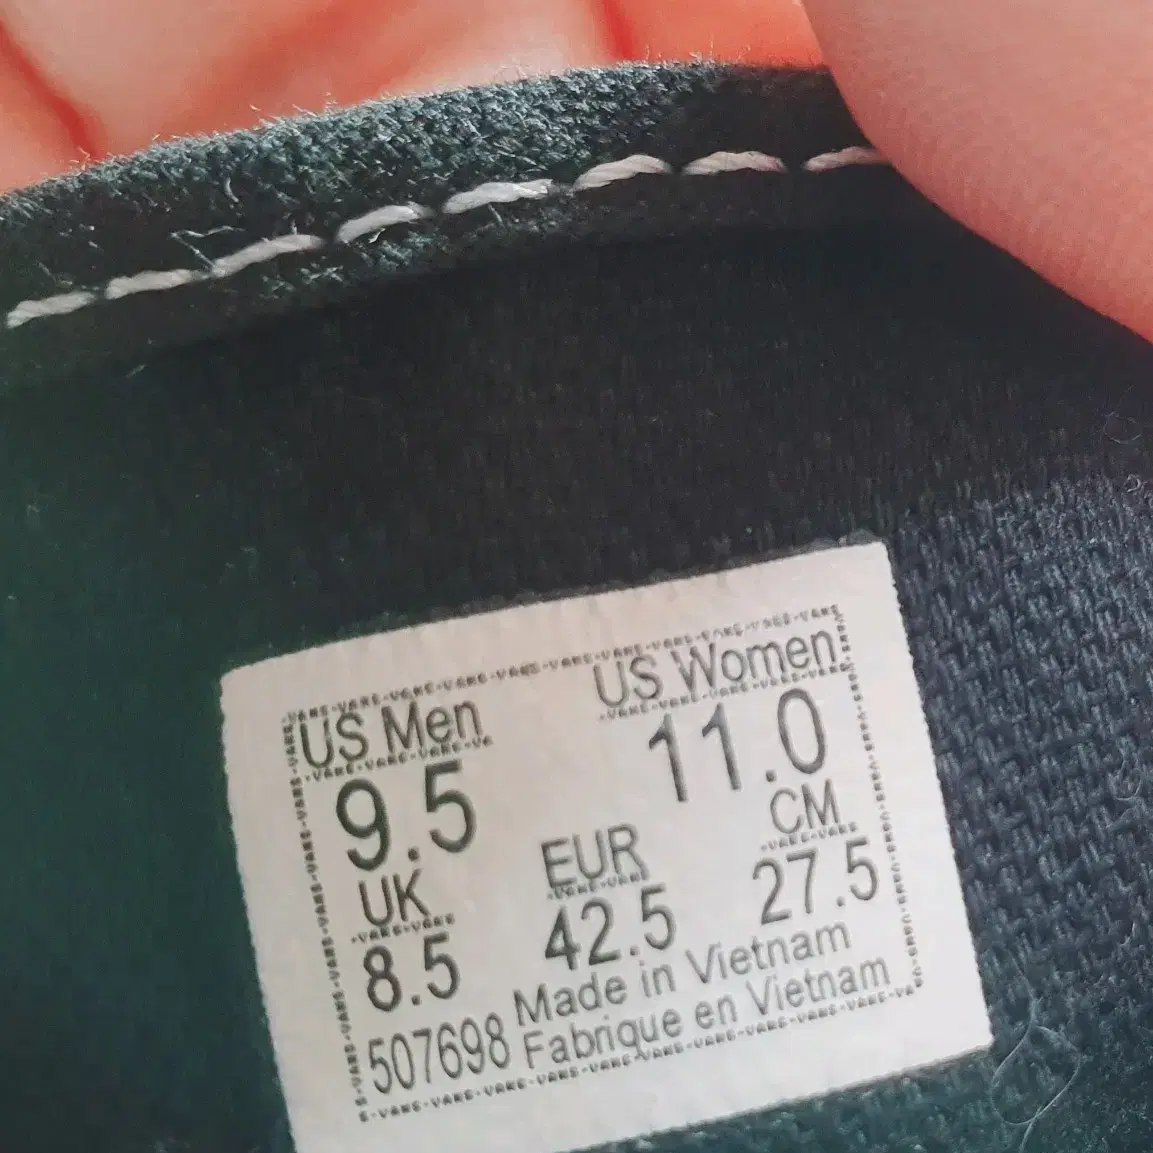 US Men US Women
9.5 11.0
UK EUR CM
8.5 42.5 27.5
Made in Vietnam
507698 Fabrique en Vietnam